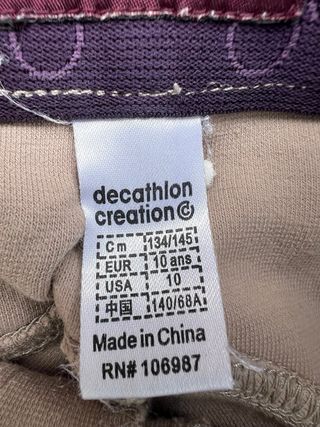 decathlon
creation
Cm 134/145
EUR 10 ans
USA 10
中国 140/68A
Made in China
RN# 106987